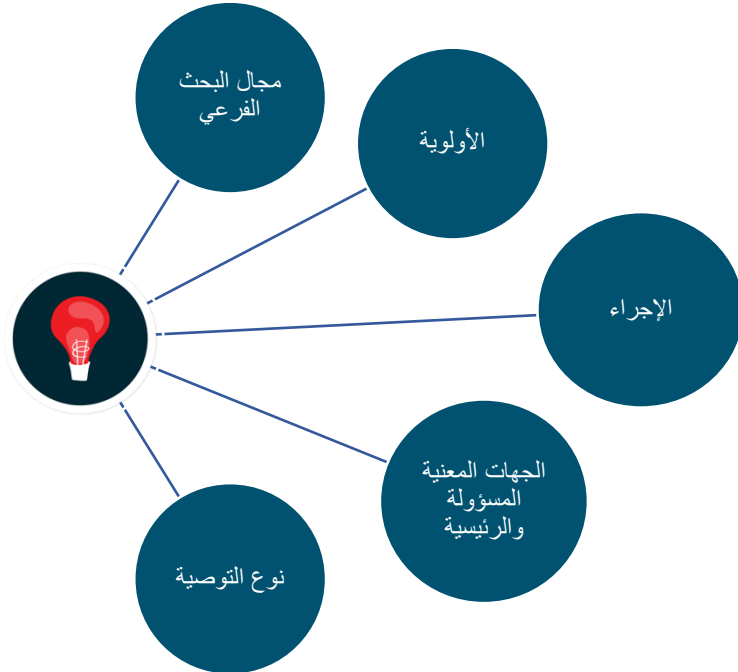 مجال البحث
الفرعي
الأولوية
الإجراء
الجهات المعنية
المسؤولة
والرئيسية
نوع التوصية